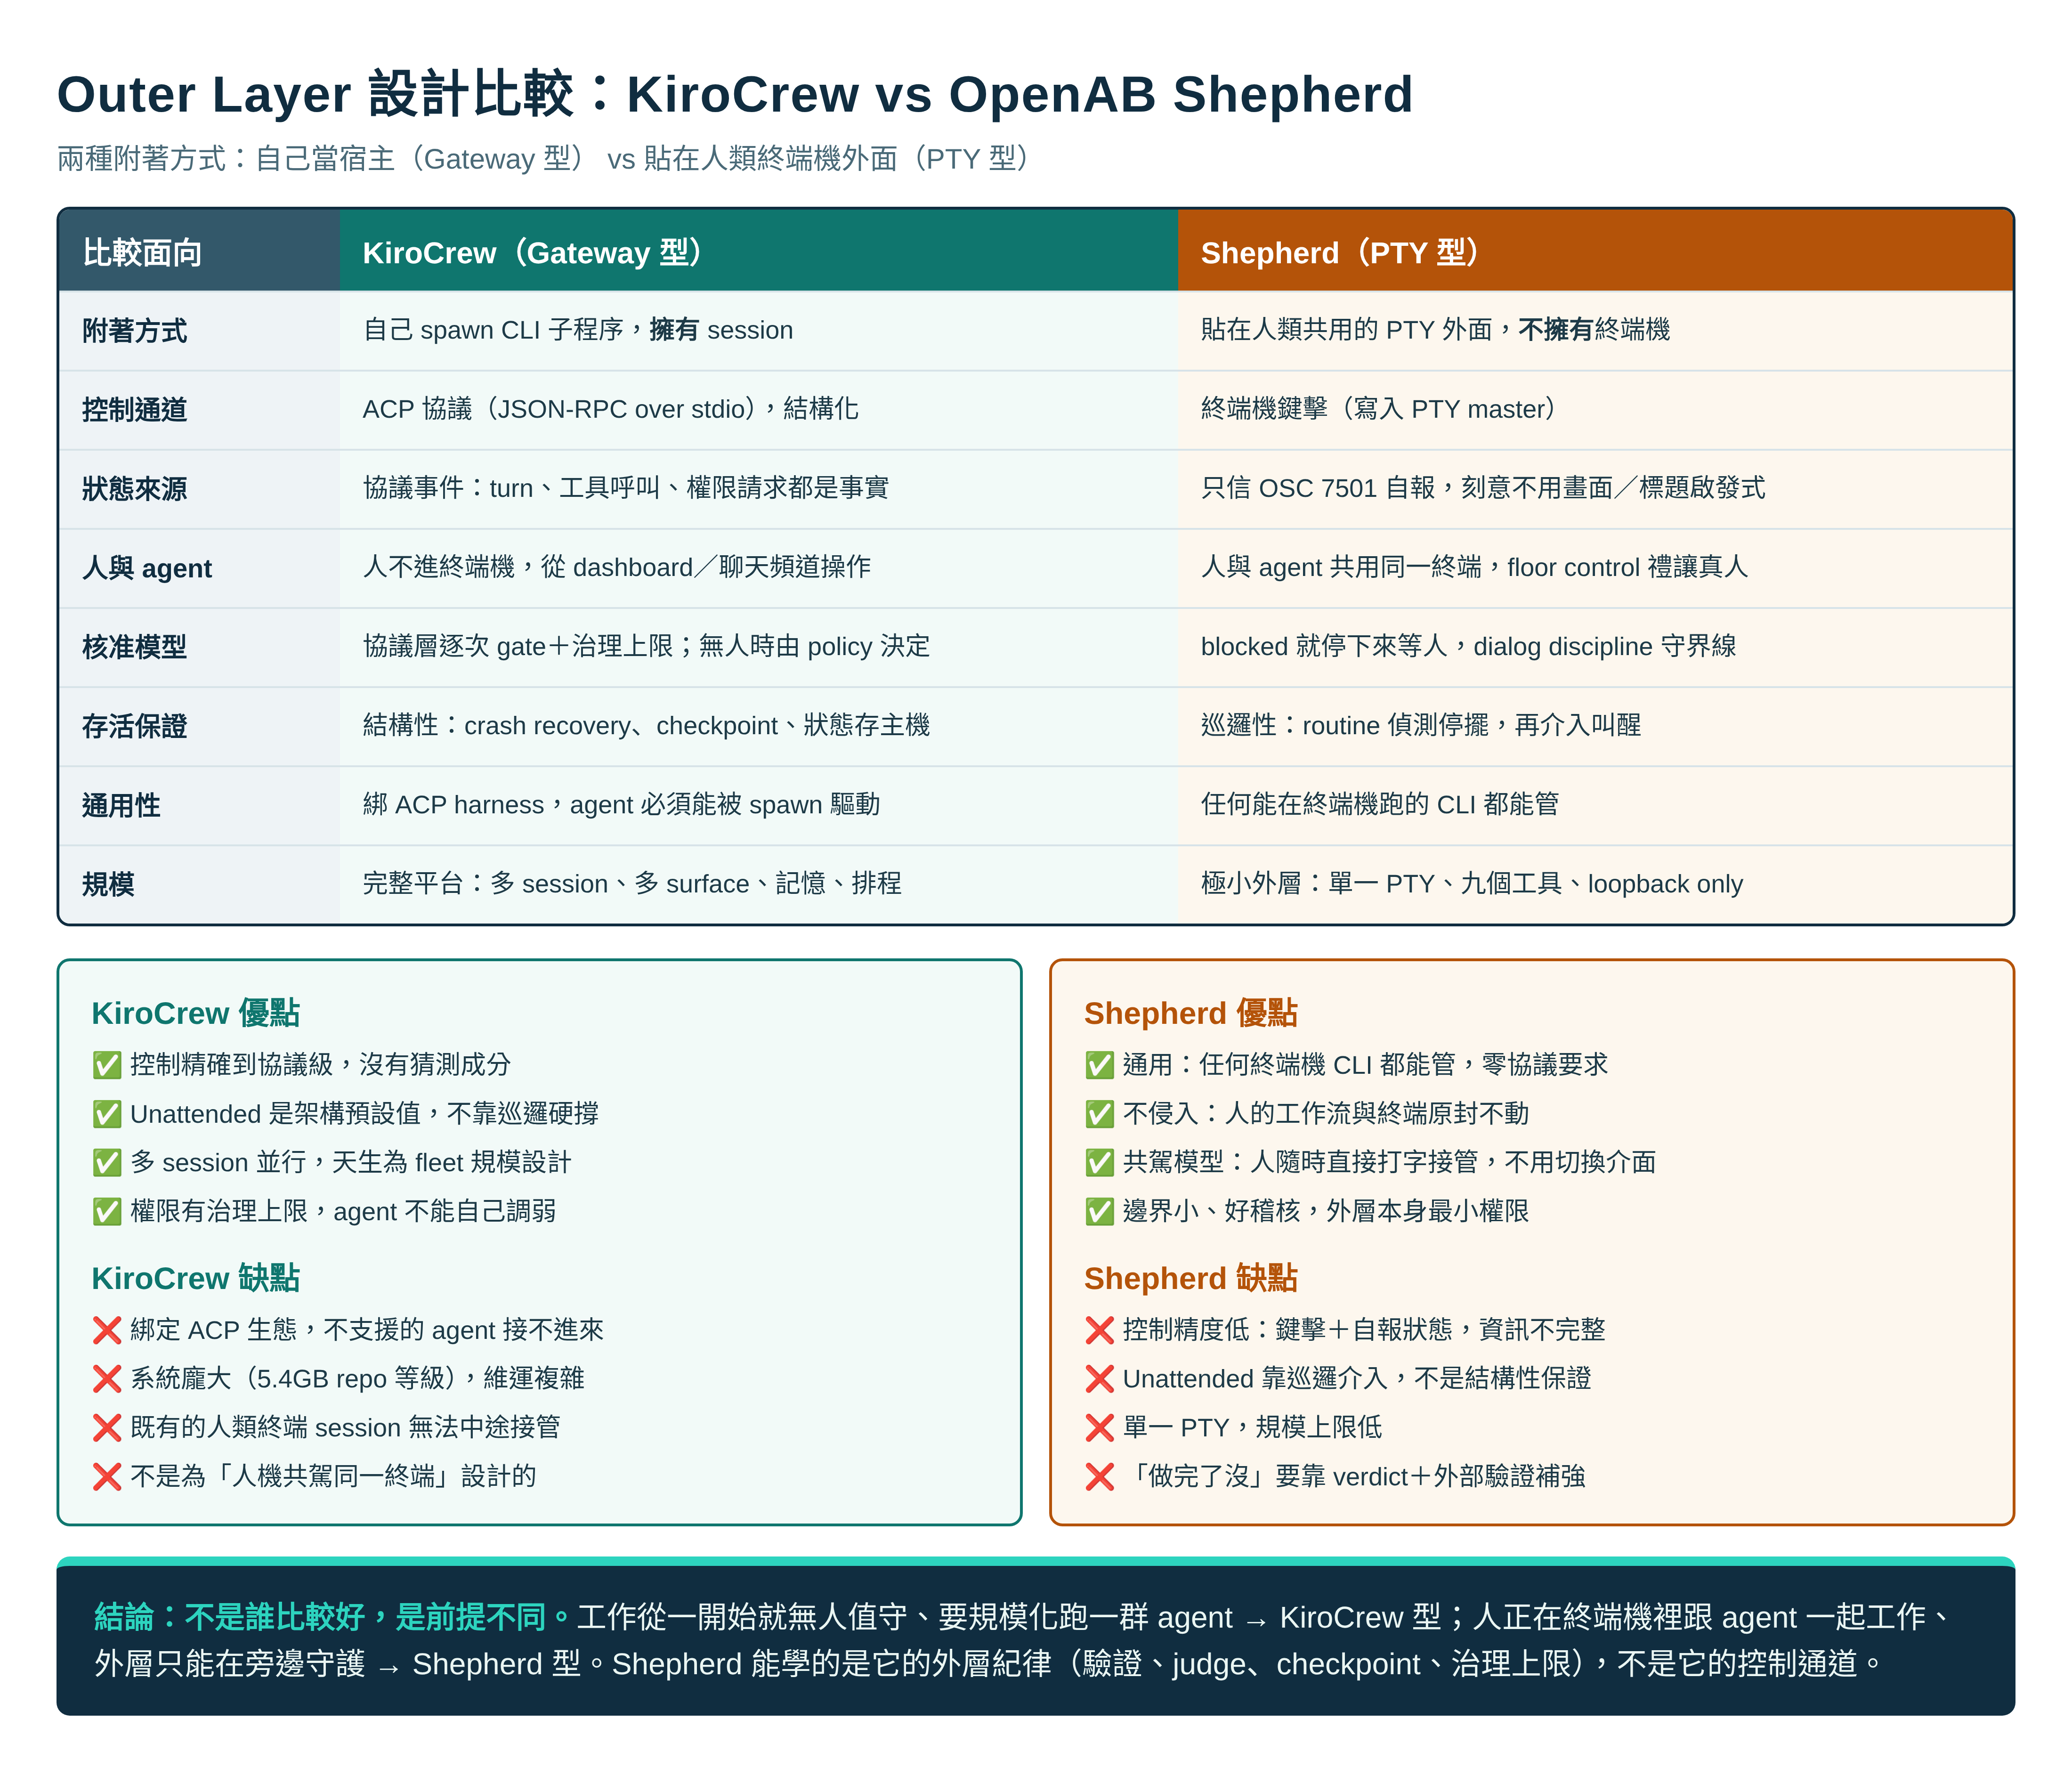 Outer Layer 設計比較：KiroCrew vs OpenAB Shepherd
兩種附著方式：自己當宿主（Gateway 型） vs 貼在人類終端機外面（PTY 型）
比較面向 KiroCrew（Gateway 型） Shepherd（PTY 型）
附著方式 自己 spawn CLI 子程序，擁有 session 貼在人類共用的 PTY 外面，不擁有終端機
控制通道 ACP 協議（JSON-RPC over stdio），結構化 終端機鍵擊（寫入 PTY master）
狀態來源 協議事件：turn、工具呼叫、權限請求都是事實 只信 OSC 7501 自報，刻意不用畫面／標題啟發式
人與 agent 人不進終端機，從 dashboard／聊天頻道操作 人與 agent 共用同一終端，floor control 禮讓真人
核准模型 協議層逐次 gate＋治理上限；無人時由 policy 決定 blocked 就停下來等人，dialog discipline 守界線
存活保證 結構性：crash recovery、checkpoint、狀態存主機 巡邏性：routine 偵測停擺，再介入叫醒
通用性 綁 ACP harness，agent 必須能被 spawn 驅動 任何能在終端機跑的 CLI 都能管
規模 完整平台：多 session、多 surface、記憶、排程 極小外層：單一 PTY、九個工具、loopback only
KiroCrew 優點
✅ 控制精確到協議級，沒有猜測成分
✅ Unattended 是架構預設值，不靠巡邏硬撐
✅ 多 session 並行，天生為 fleet 規模設計
✅ 權限有治理上限，agent 不能自己調弱
KiroCrew 缺點
❌ 綁定 ACP 生態，不支援的 agent 接不進來
❌ 系統龐大（5.4GB repo 等級），維運複雜
❌ 既有的人類終端 session 無法中途接管
❌ 不是為「人機共駕同一終端」設計的
Shepherd 優點
✅ 通用：任何終端機 CLI 都能管，零協議要求
✅ 不侵入：人的工作流與終端原封不動
✅ 共駕模型：人隨時直接打字接管，不用切換介面
✅ 邊界小、好稽核，外層本身最小權限
Shepherd 缺點
❌ 控制精度低：鍵擊＋自報狀態，資訊不完整
❌ Unattended 靠巡邏介入，不是結構性保證
❌ 單一 PTY，規模上限低
❌ 「做完了沒」要靠 verdict＋外部驗證補強
結論：不是誰比較好，是前提不同。工作從一開始就無人值守、要規模化跑一群 agent → KiroCrew 型；人正在終端機裡跟 agent 一起工作、
外層只能在旁邊守護 → Shepherd 型。Shepherd 能學的是它的外層紀律（驗證、judge、checkpoint、治理上限），不是它的控制通道。